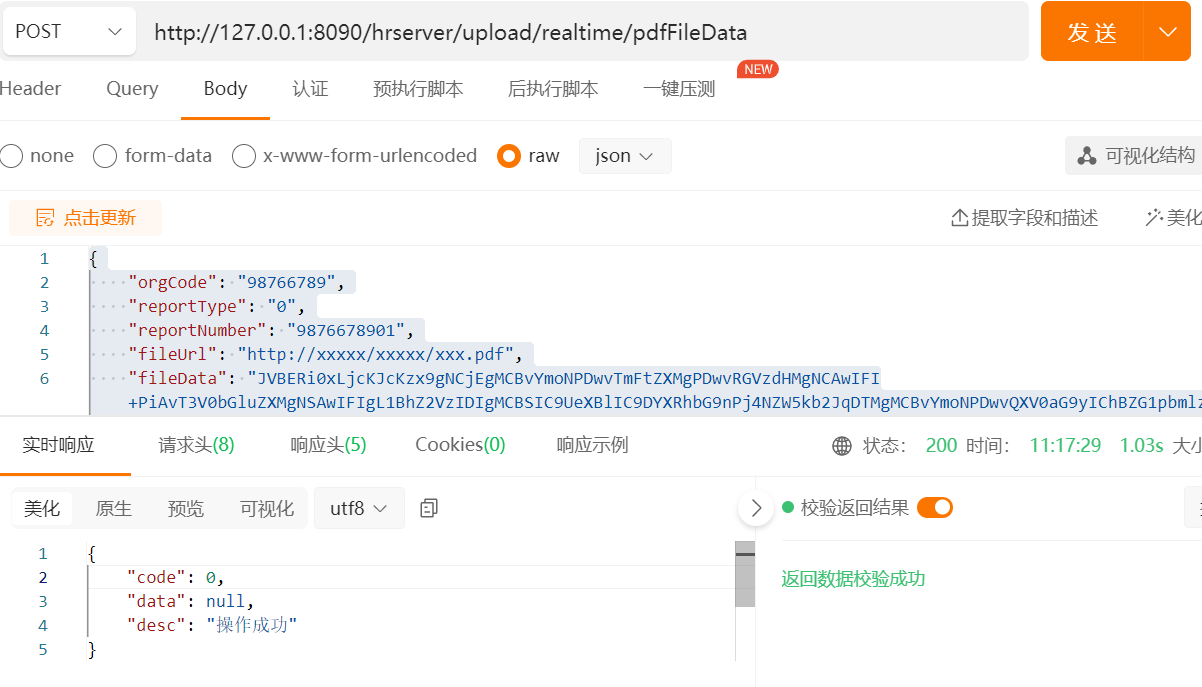 POST http://127.0.0.1:8090/hrserver/upload/realtime/pdfFileData 发送
Header Query Body 认证 预执行脚本 后执行脚本 一键压测 NEW
none form-data x-www-form-urlencoded raw json 可视化结构
点击更新 提取字段和描述 美化
1 {
2 "orgCode": "98766789",
3 "reportType": "0",
4 "reportNumber": "9876678901",
5 "fileUrl": "http://xxxxx/xxxxx/xxx.pdf",
6 "fileData": "JVBERi0xLjcKJcKzx9gNCjEgMCBvYmoNPDwvTmFtZXMgPDwvRGVzdHMgNCAwIFI
+PiAvT3V0bGluZXMgNSAwIFIgL1BhZ2VzIDIgMCBSIC9UeXBlIC9DYXRhbG9nPj4NZW5kb2JqDTMgMCBvYmoNPDwvQXV0aG9yIChBZG1pbmlz
实时响应 请求头(8) 响应头(5) Cookies(0) 响应示例 状态: 200 时间: 11:17:29 1.03s 大小
美化 原生 预览 可视化 utf8 校验返回结果
1 {
2 "code": 0,
3 "data": null,
4 "desc": "操作成功"
5 }
返回数据校验成功